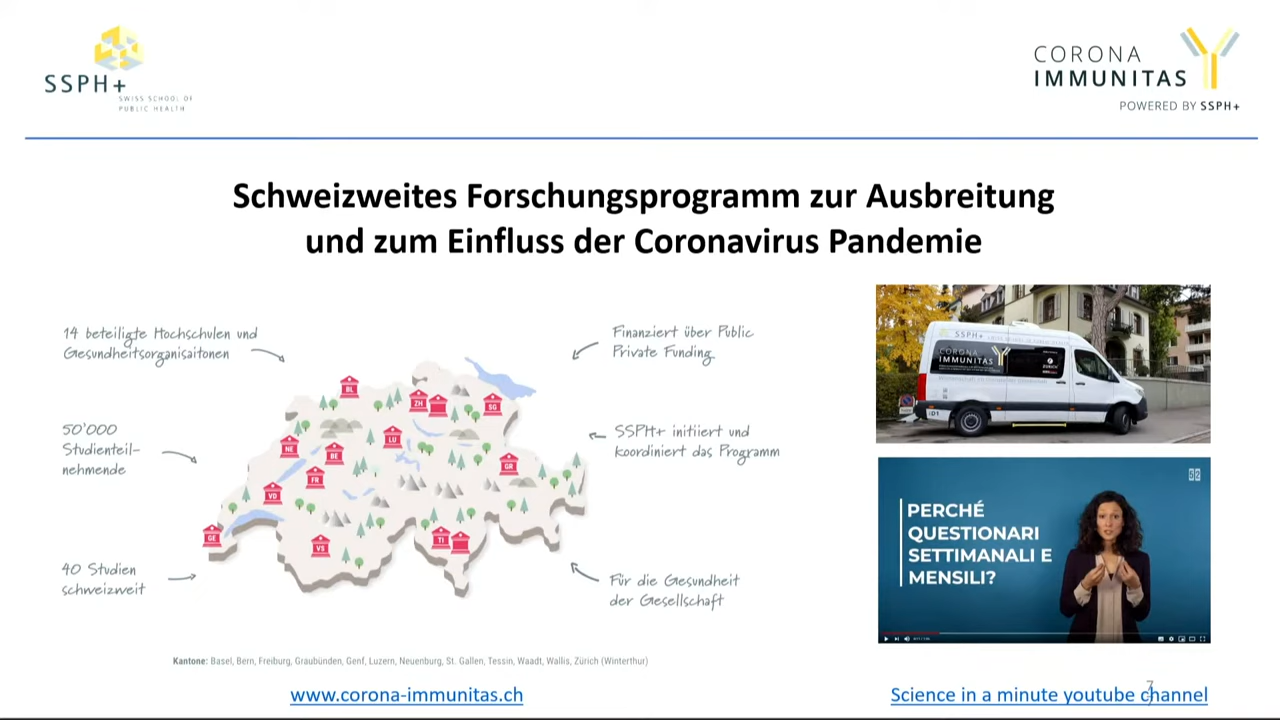 SSPH+
SWISS SCHOOL OF
PUBLIC HEALTH
CORONA
IMMUNITAS
POWERED BY SSPH+
Schweizweites Forschungsprogramm zur Ausbreitung
und zum Einfluss der Coronavirus Pandemie
14 beteiligte Hochschulen und
Gesundheitsorganisaitonen
50'000
Studienteil-
nehmende
40 Studien
schweizweit
Finanziert über Public
Private Funding
SSPH+ initiiert und
koordiniert das Programm
Für die Gesundheit
der Gesellschaft
BL
ZH
SG
NE
BE
LU
GR
FR
VD
GE
VS
TI
SSPH+
CORONA
IMMUNITAS
ZURICH
PERCHÉ
QUESTIONARI
SETTIMANALI E
MENSILI?
Kantone: Basel, Bern, Freiburg, Graubünden, Genf, Luzern, Neuenburg, St. Gallen, Tessin, Waadt, Wallis, Zürich (Winterthur)
www.corona-immunitas.ch
Science in a minute youtube channel
7